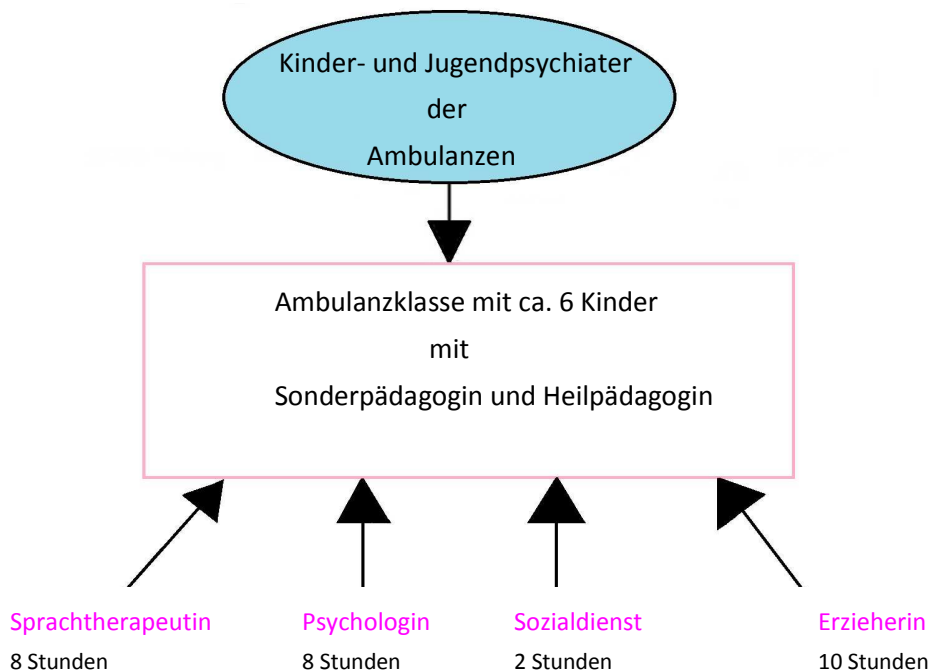 Kinder- und Jugendpsychiater
der
Ambulanzen
Ambulanzklasse mit ca. 6 Kinder
mit
Sonderpädagogin und Heilpädagogin
Sprachtherapeutin
8 Stunden
Psychologin
8 Stunden
Sozialdienst
2 Stunden
Erzieherin
10 Stunden